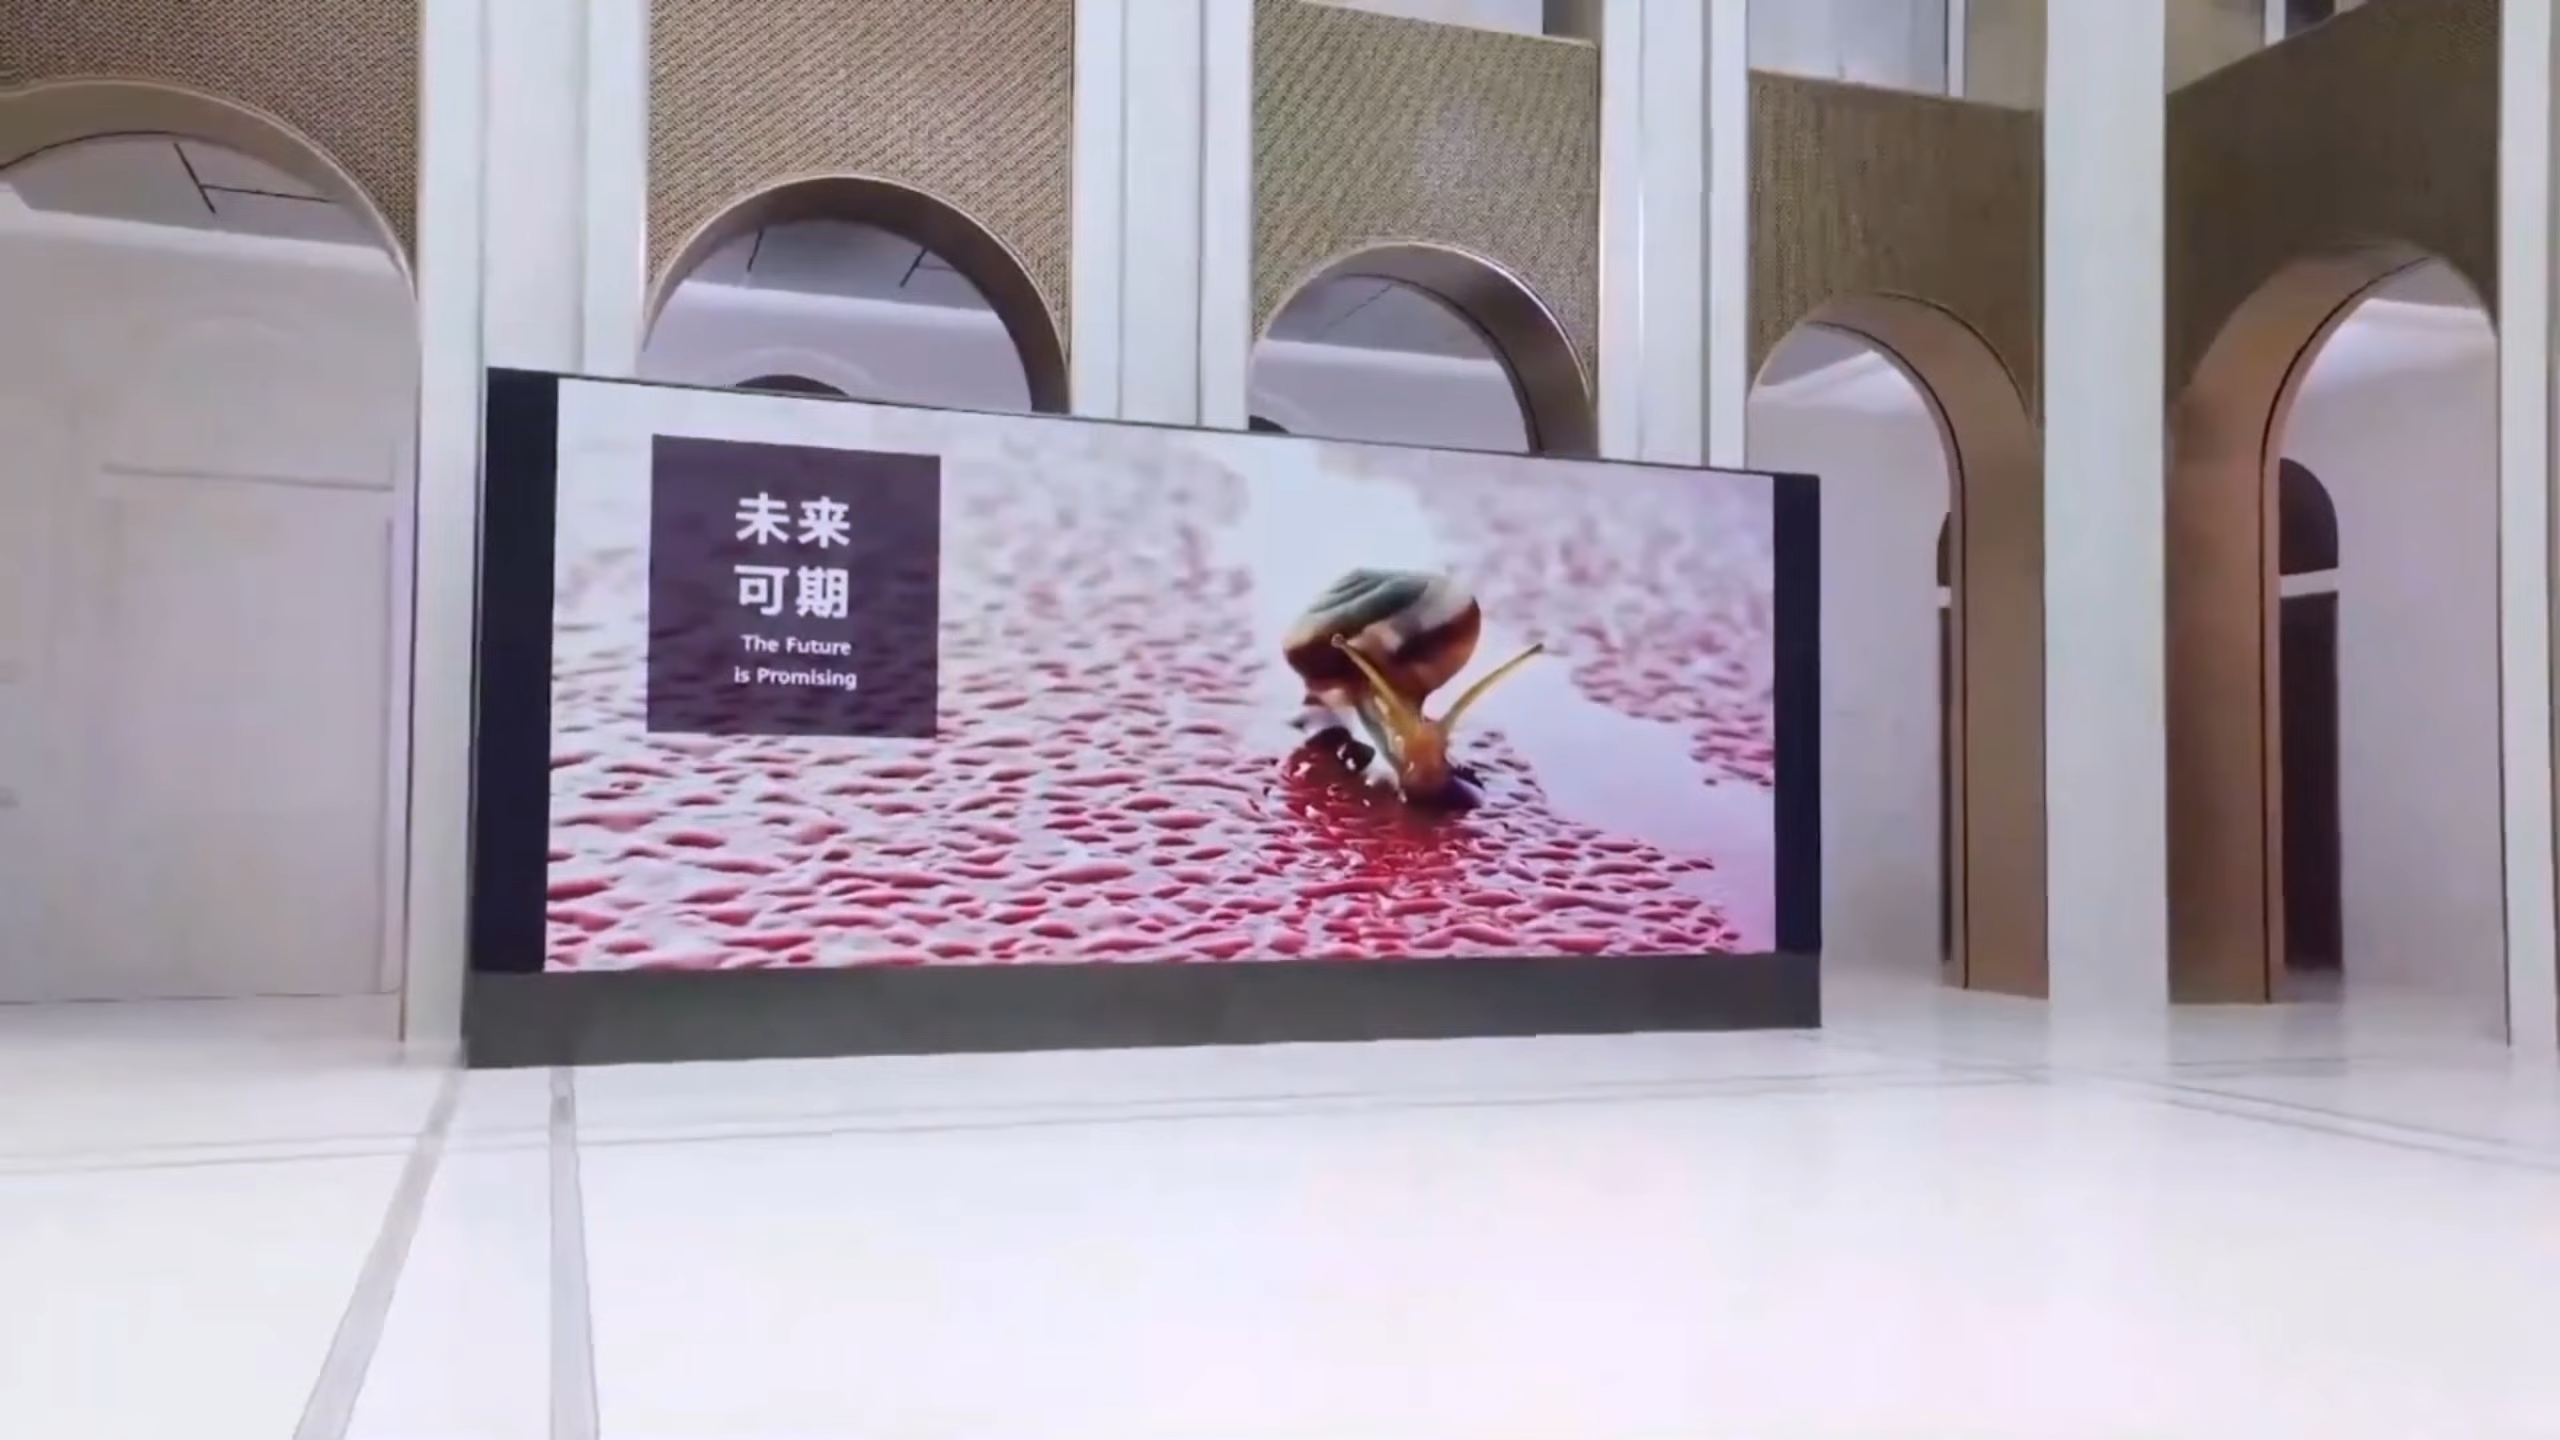 未来
可期
The Future
is Promising